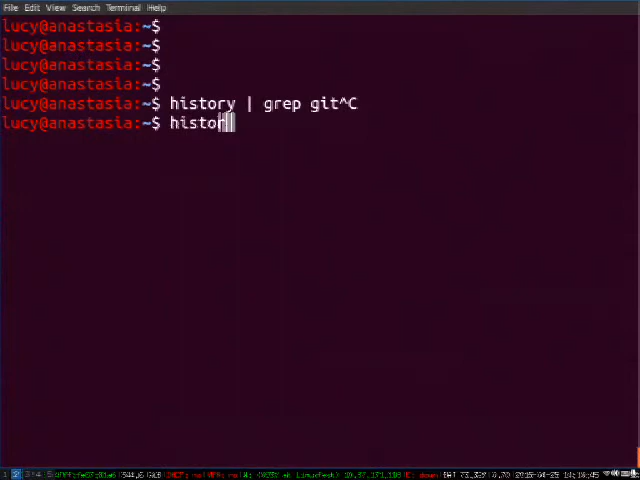 File Edit View Search Terminal Help
lucy@anastasia:~$
lucy@anastasia:~$
lucy@anastasia:~$
lucy@anastasia:~$
lucy@anastasia:~$ history | grep git^C
lucy@anastasia:~$ histor